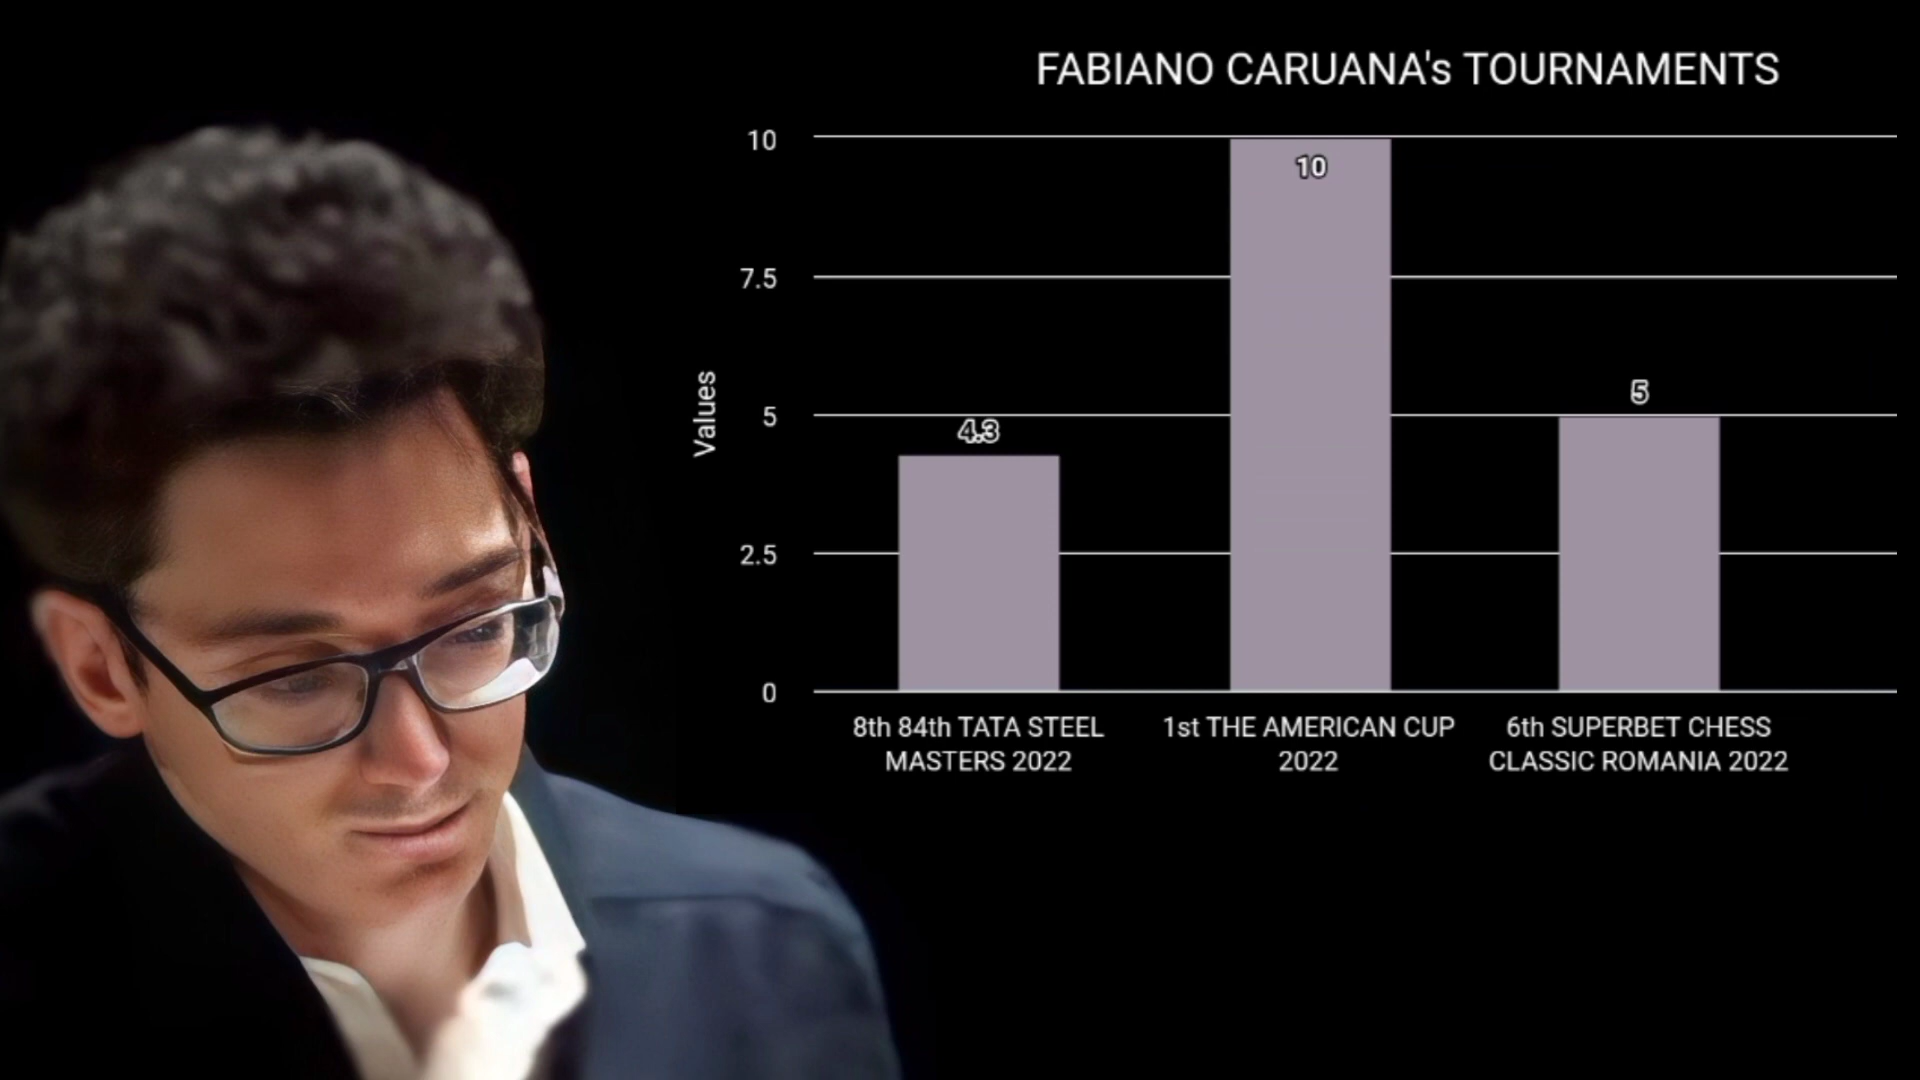 FABIANO CARUANA's TOURNAMENTS
10
7.5
5
2.5
0
Values
4.3
10
5
8th 84th TATA STEEL
MASTERS 2022
1st THE AMERICAN CUP
2022
6th SUPERBET CHESS
CLASSIC ROMANIA 2022